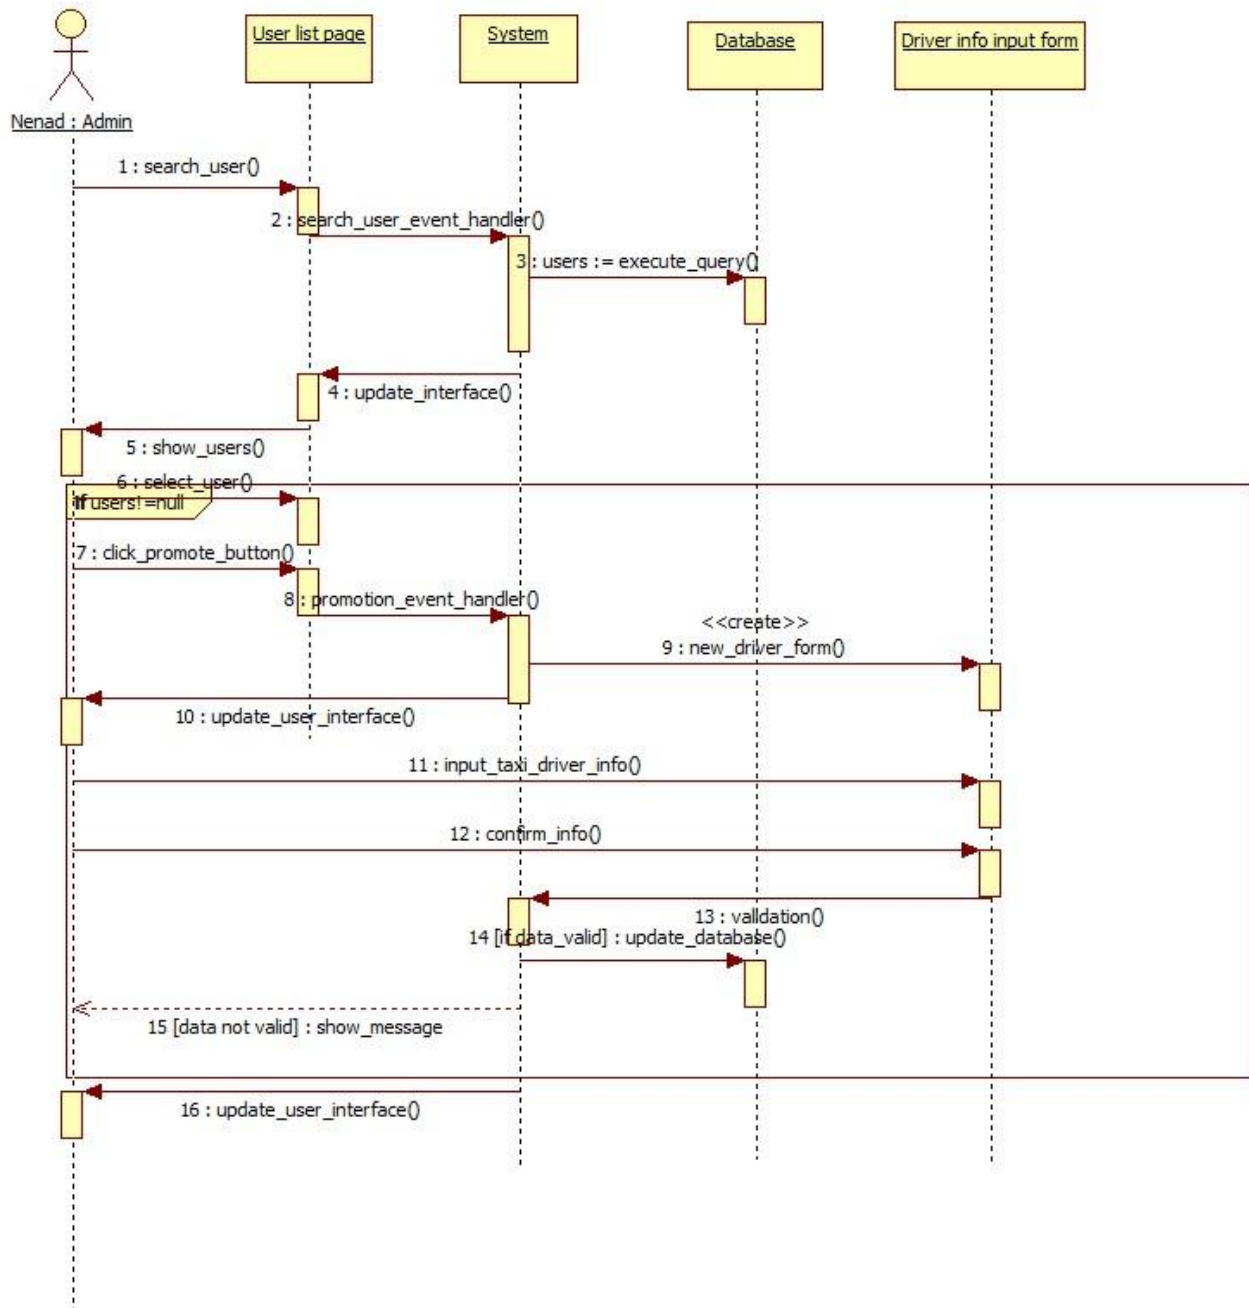 User list page
System
Database
Driver info input form
Nenad : Admin
1 : search_user()
2 : search_user_event_handler()
3 : users := execute_query()
4 : update_interface()
5 : show_users()
6 : select_user()
If users!=null
7 : click_promote_button()
8 : promotion_event_handler()
<<create>>
9 : new_driver_form()
10 : update_user_interface()
11 : input_taxi_driver_info()
12 : confirm_info()
13 : validation()
14 [if data_valid] : update_database()
15 [data not valid] : show_message
16 : update_user_interface()